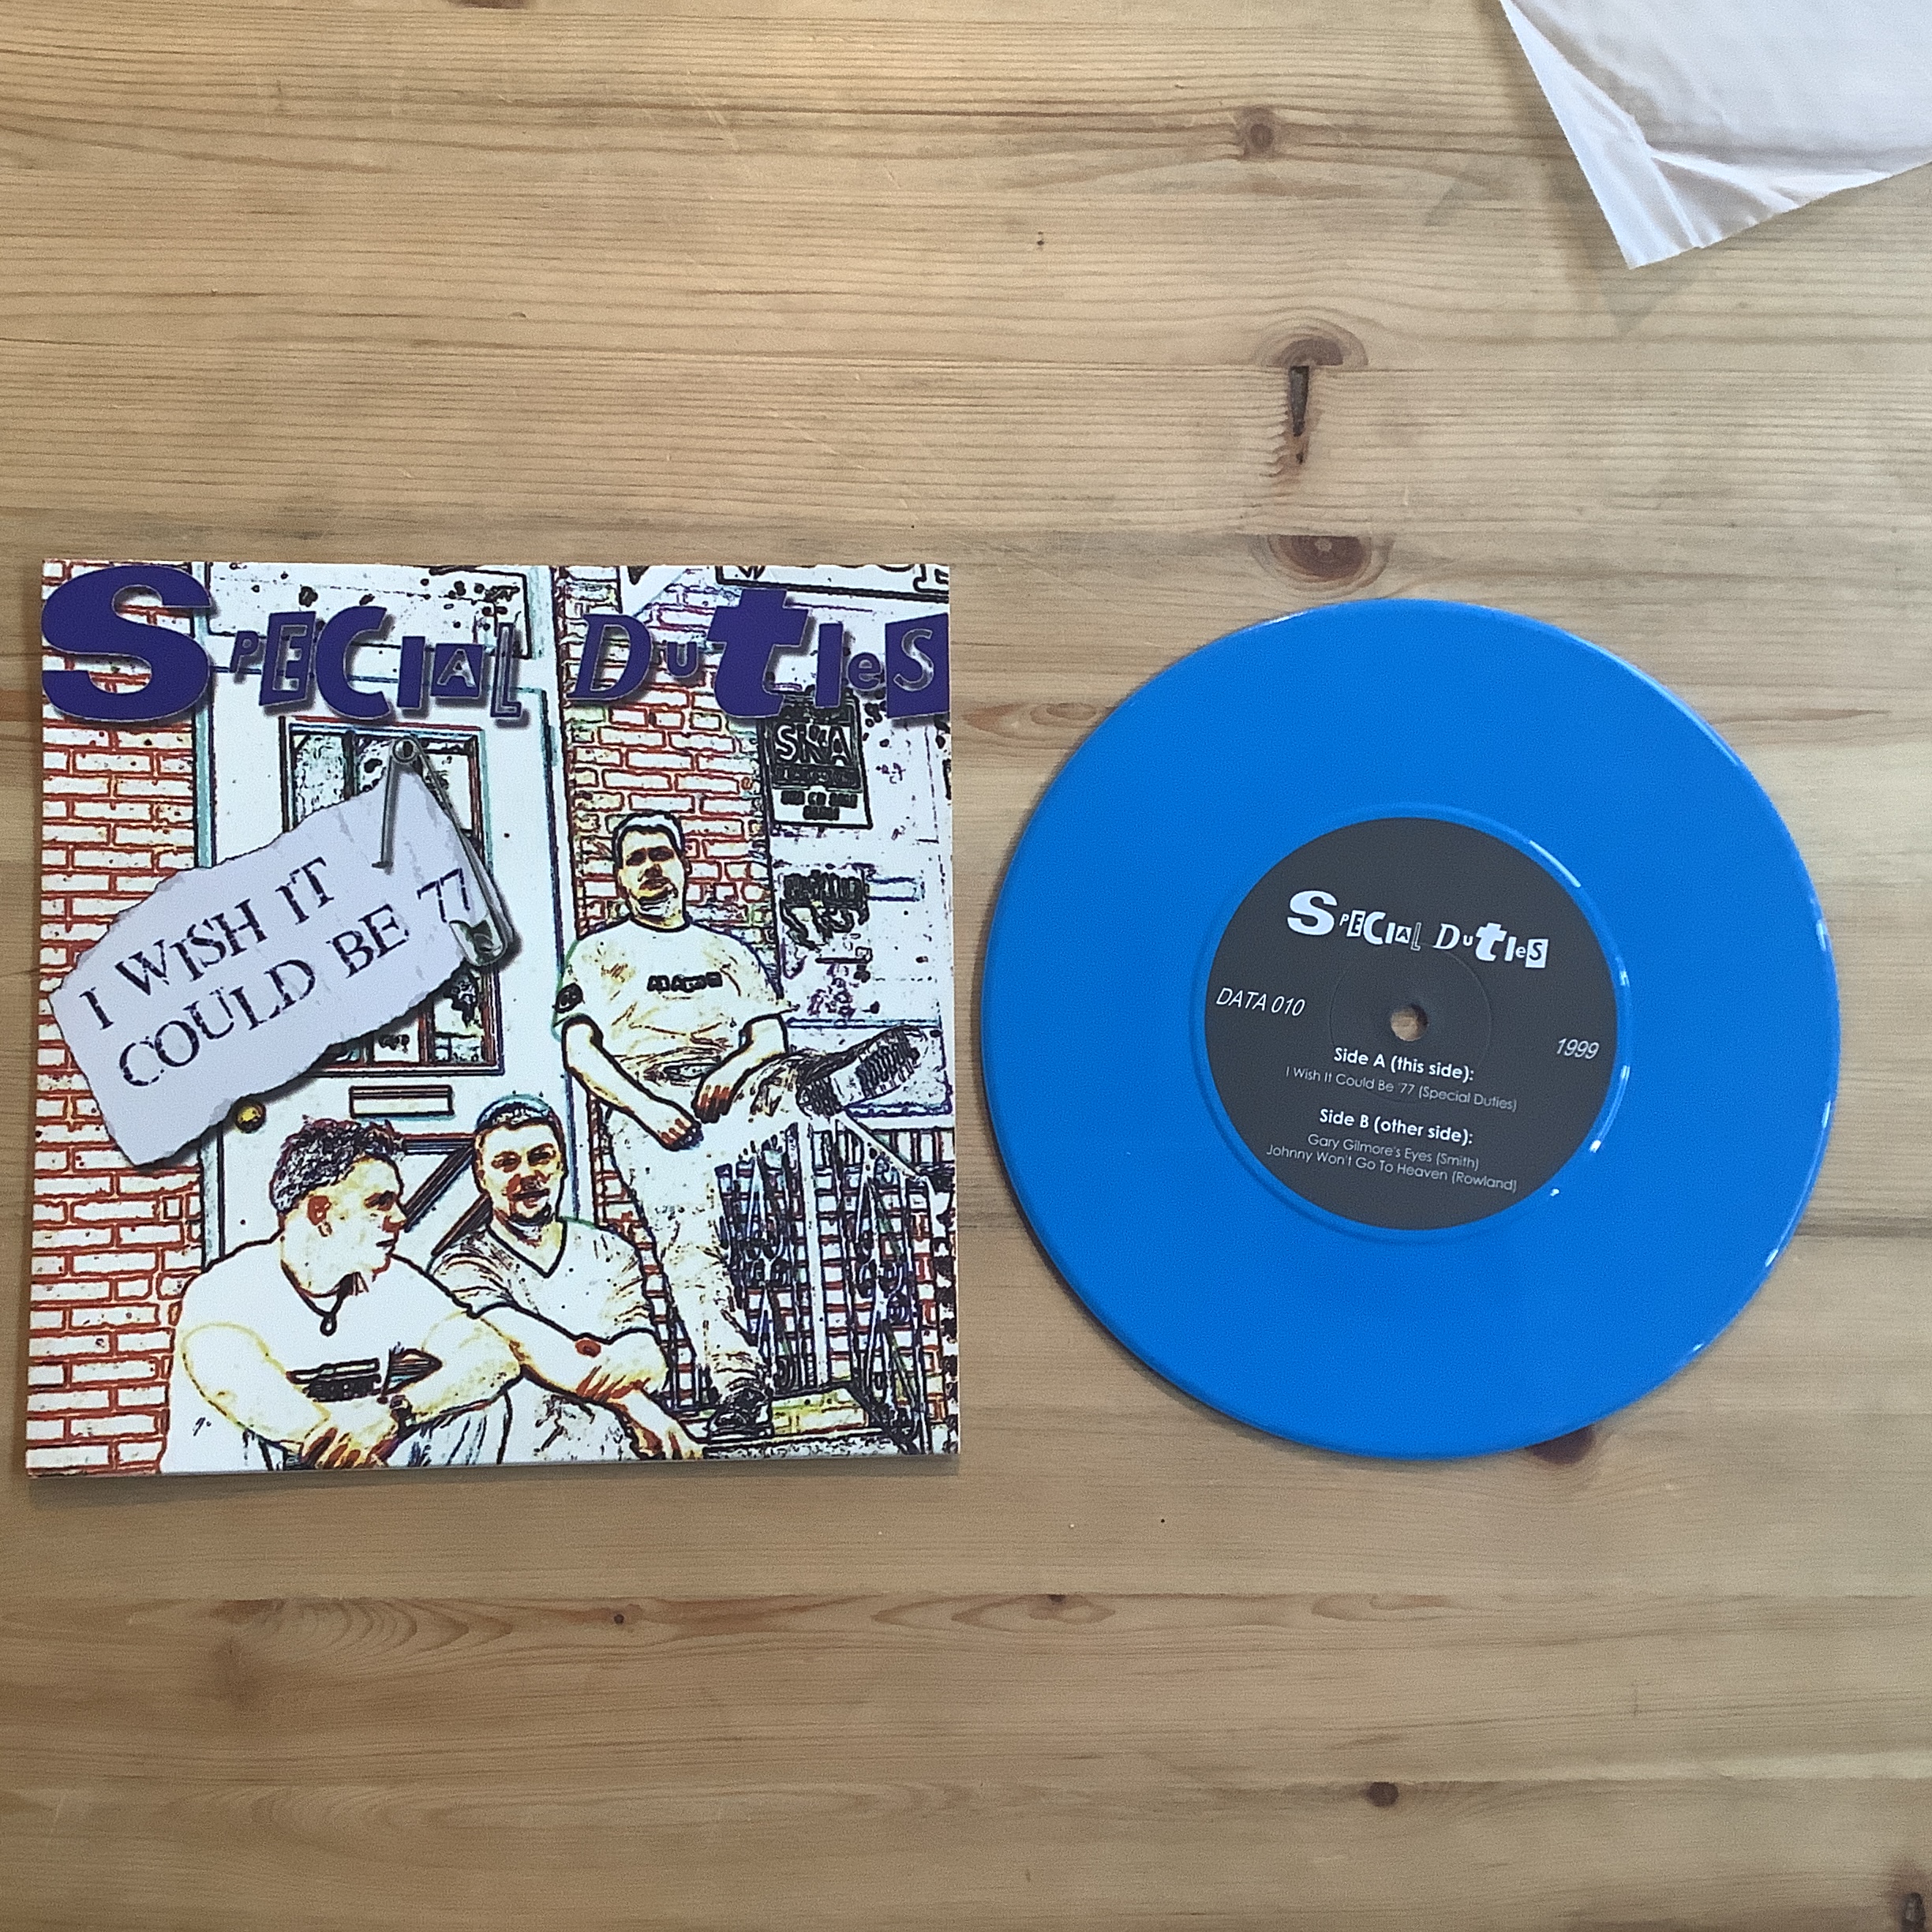 SPECIAL DUTIES
SKA
I WISH IT
COULD BE 77
SPECIAL DUTIES
DATA 010
1999
Side A (this side):
I Wish It Could Be '77 (Special Duties)
Side B (other side):
Gary Gilmore's Eyes (Smith)
Johnny Won't Go To Heaven (Rowland)